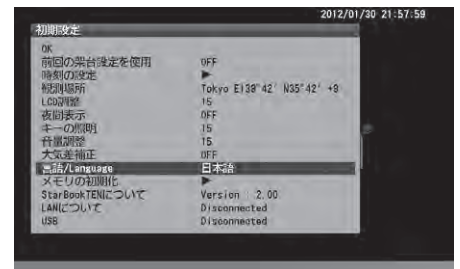 2012/01/30 21:57:59
初期設定
OK
前回の架台設定を使用 OFF
時刻の設定 ▶
観測場所 Tokyo E139°42' N35°42' +9
LCD調整 15
夜間表示 OFF
キーの照明 15
音量調整 15
大気差補正 OFF
言語/Language 日本語
メモリの初期化 ▶
StarBookTENについて Version : 2.00
LANについて Disconnected
USB Disconnected